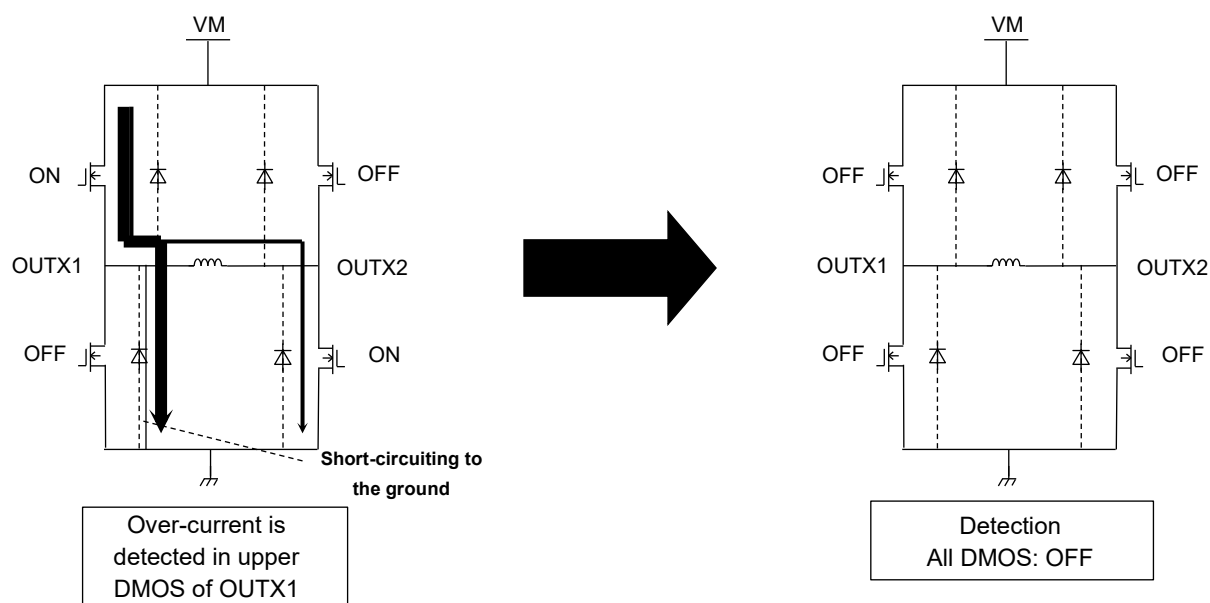 VM
ON
OFF
OUTX1
OUTX2
OFF
ON
Short-circuiting to
the ground
Over-current is
detected in upper
DMOS of OUTX1
VM
OFF
OFF
OUTX1
OUTX2
OFF
OFF
Detection
All DMOS: OFF